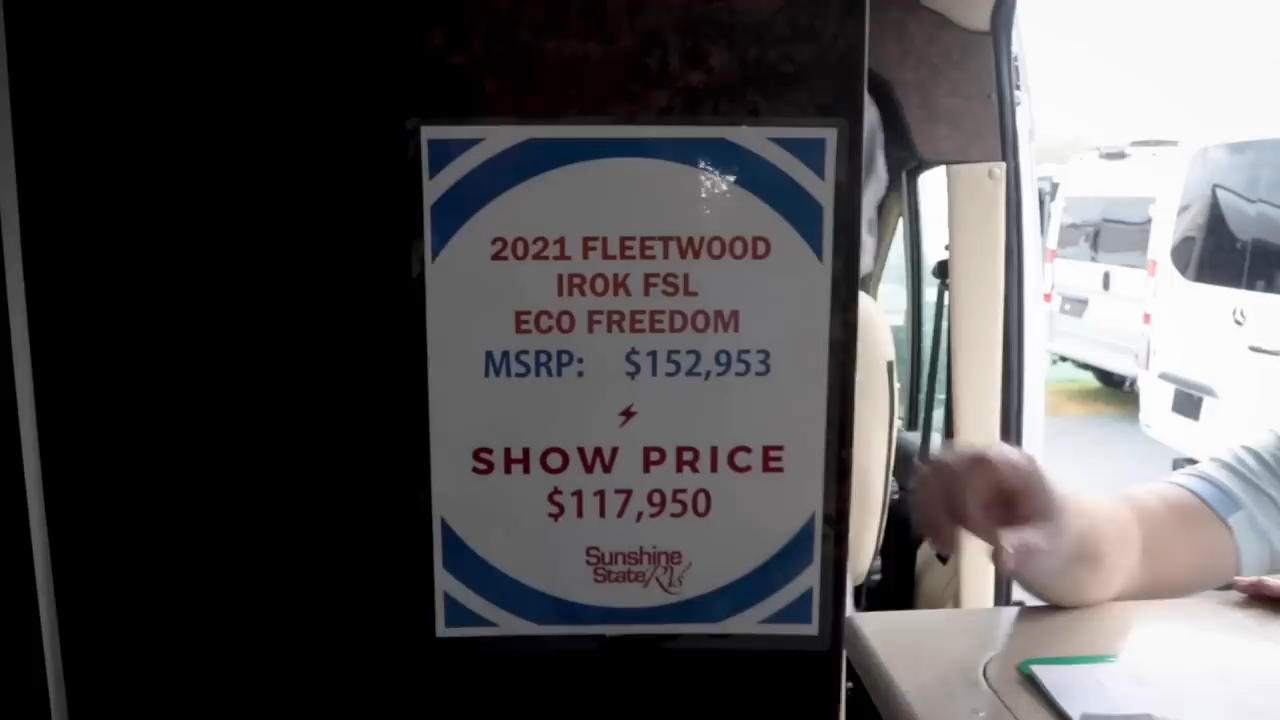 2021 FLEETWOOD
IROK FSL
ECO FREEDOM
MSRP: $152,953
SHOW PRICE
$117,950
Sunshine
State RVs